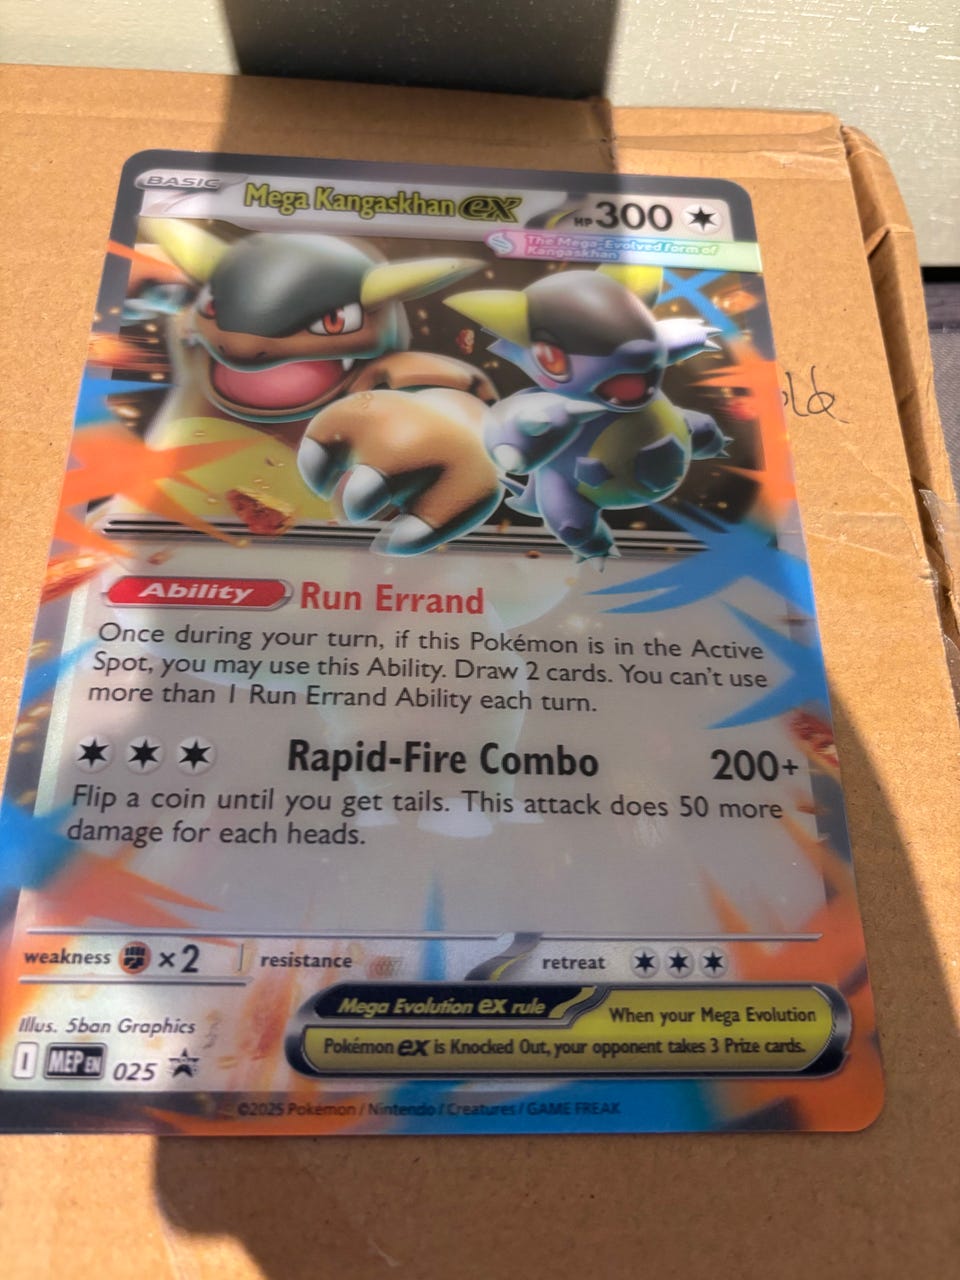 BASIC
Mega Kangaskhan ex
HP 300
The Mega-Evolved form of
Kangaskhan
Ability Run Errand
Once during your turn, if this Pokémon is in the Active
Spot, you may use this Ability. Draw 2 cards. You can't use
more than 1 Run Errand Ability each turn.
Rapid-Fire Combo 200+
Flip a coin until you get tails. This attack does 50 more
damage for each heads.
weakness ×2 resistance retreat
Mega Evolution ex rule When your Mega Evolution
Pokémon ex is Knocked Out, your opponent takes 3 Prize cards.
Illus. 5ban Graphics
I MEP EN 025
©2025 Pokémon / Nintendo / Creatures / GAME FREAK